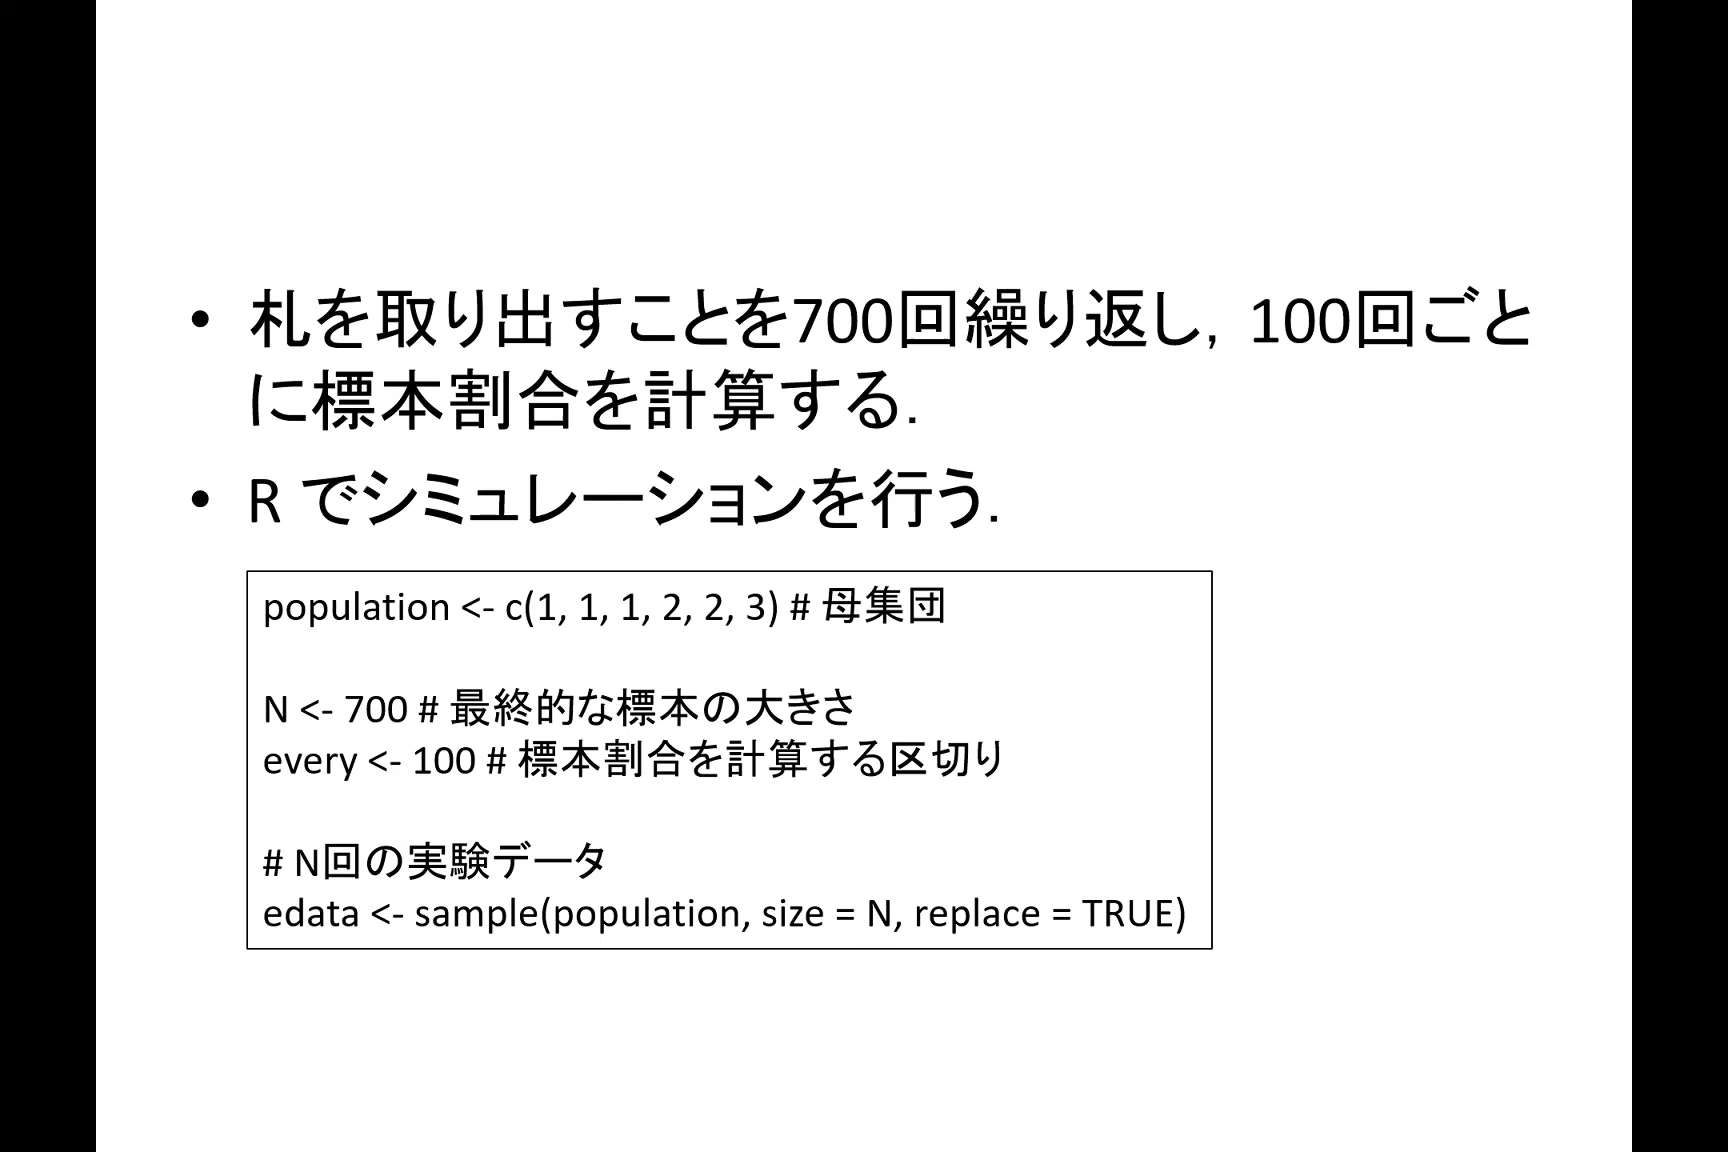 • 札を取り出すことを700回繰り返し，100回ごと
に標本割合を計算する．
• R でシミュレーションを行う．
population <- c(1, 1, 1, 2, 2, 3) # 母集団
N <- 700 # 最終的な標本の大きさ
every <- 100 # 標本割合を計算する区切り
# N回の実験データ
edata <- sample(population, size = N, replace = TRUE)